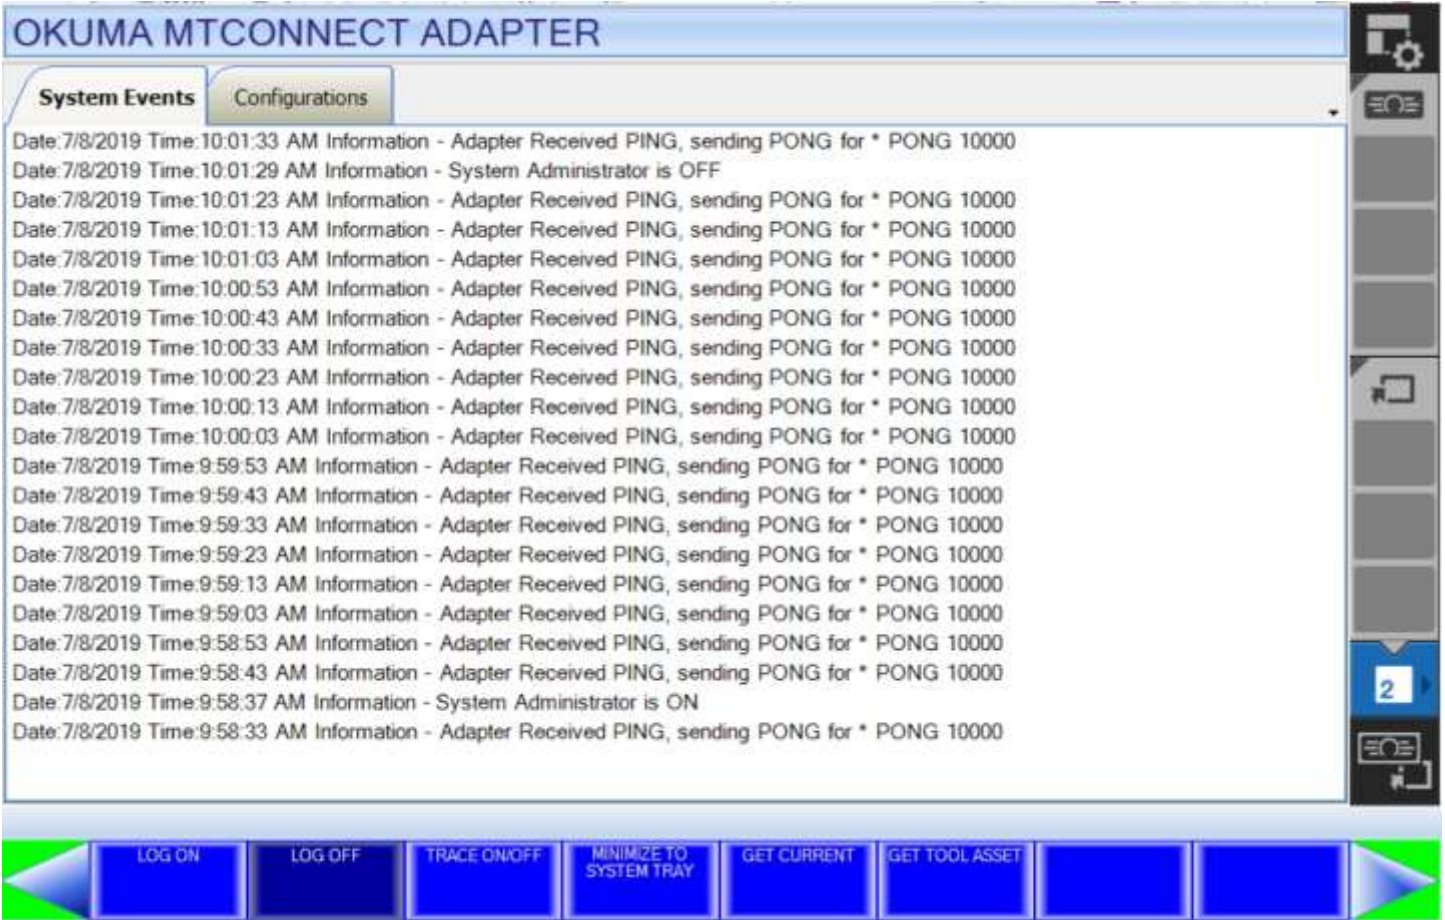 OKUMA MTCONNECT ADAPTER
System Events
Configurations
Date:7/8/2019 Time:10:01:33 AM Information - Adapter Received PING, sending PONG for * PONG 10000
Date:7/8/2019 Time:10:01:29 AM Information - System Administrator is OFF
Date:7/8/2019 Time:10:01:23 AM Information - Adapter Received PING, sending PONG for * PONG 10000
Date:7/8/2019 Time:10:01:13 AM Information - Adapter Received PING, sending PONG for * PONG 10000
Date:7/8/2019 Time:10:01:03 AM Information - Adapter Received PING, sending PONG for * PONG 10000
Date:7/8/2019 Time:10:00:53 AM Information - Adapter Received PING, sending PONG for * PONG 10000
Date:7/8/2019 Time:10:00:43 AM Information - Adapter Received PING, sending PONG for * PONG 10000
Date:7/8/2019 Time:10:00:33 AM Information - Adapter Received PING, sending PONG for * PONG 10000
Date:7/8/2019 Time:10:00:23 AM Information - Adapter Received PING, sending PONG for * PONG 10000
Date:7/8/2019 Time:10:00:13 AM Information - Adapter Received PING, sending PONG for * PONG 10000
Date:7/8/2019 Time:10:00:03 AM Information - Adapter Received PING, sending PONG for * PONG 10000
Date:7/8/2019 Time:9:59:53 AM Information - Adapter Received PING, sending PONG for * PONG 10000
Date:7/8/2019 Time:9:59:43 AM Information - Adapter Received PING, sending PONG for * PONG 10000
Date:7/8/2019 Time:9:59:33 AM Information - Adapter Received PING, sending PONG for * PONG 10000
Date:7/8/2019 Time:9:59:23 AM Information - Adapter Received PING, sending PONG for * PONG 10000
Date:7/8/2019 Time:9:59:13 AM Information - Adapter Received PING, sending PONG for * PONG 10000
Date:7/8/2019 Time:9:59:03 AM Information - Adapter Received PING, sending PONG for * PONG 10000
Date:7/8/2019 Time:9:58:53 AM Information - Adapter Received PING, sending PONG for * PONG 10000
Date:7/8/2019 Time:9:58:43 AM Information - Adapter Received PING, sending PONG for * PONG 10000
Date:7/8/2019 Time:9:58:37 AM Information - System Administrator is ON
Date:7/8/2019 Time:9:58:33 AM Information - Adapter Received PING, sending PONG for * PONG 10000
2
LOG ON
LOG OFF
TRACE ON/OFF
MINIMIZE TO
SYSTEM TRAY
GET CURRENT
GET TOOL ASSET